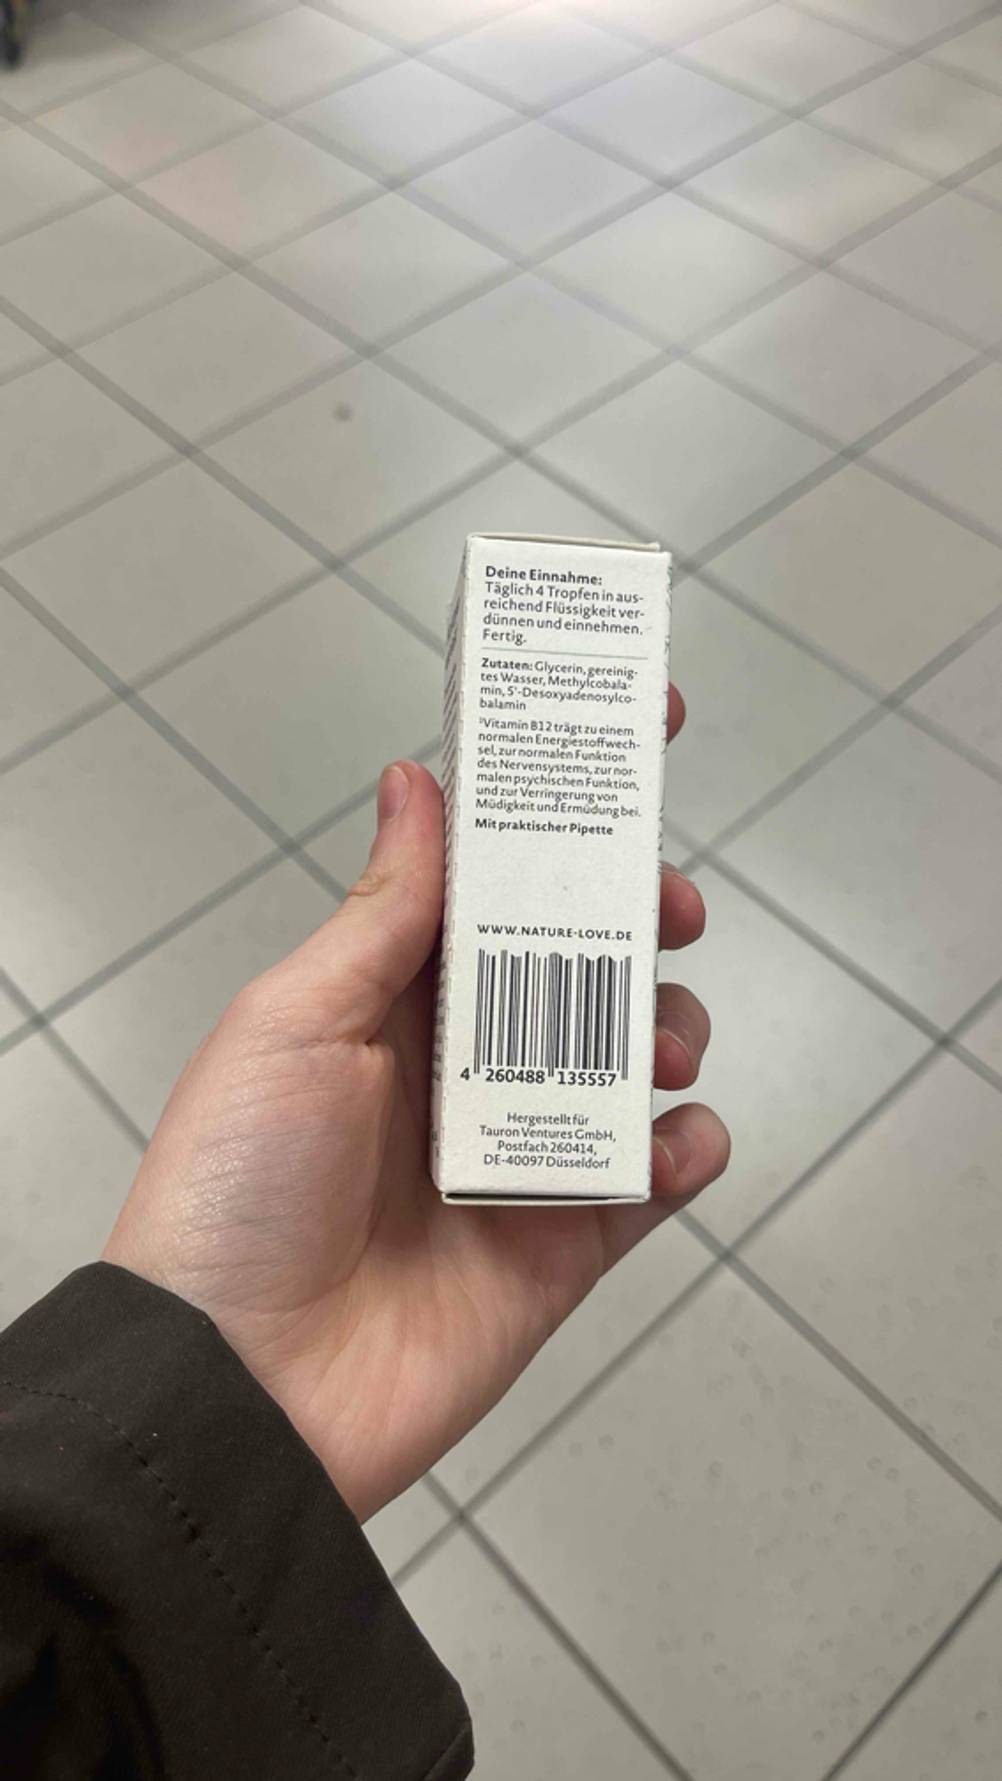 Deine Einnahme:
Täglich 4 Tropfen in aus-
reichend Flüssigkeit ver-
dünnen und einnehmen.
Fertig.
Zutaten: Glycerin, gereinig-
tes Wasser, Methylcobala-
min, 5'-Desoxyadenosylco-
balamin
²Vitamin B12 trägt zu einem
normalen Energiestoffwech-
sel, zur normalen Funktion
des Nervensystems, zur nor-
malen psychischen Funktion,
und zur Verringerung von
Müdigkeit und Ermüdung bei.
Mit praktischer Pipette
WWW.NATURE-LOVE.DE
4 260488 135557
Hergestellt für
Tauron Ventures GmbH,
Postfach 260414,
DE-40097 Düsseldorf